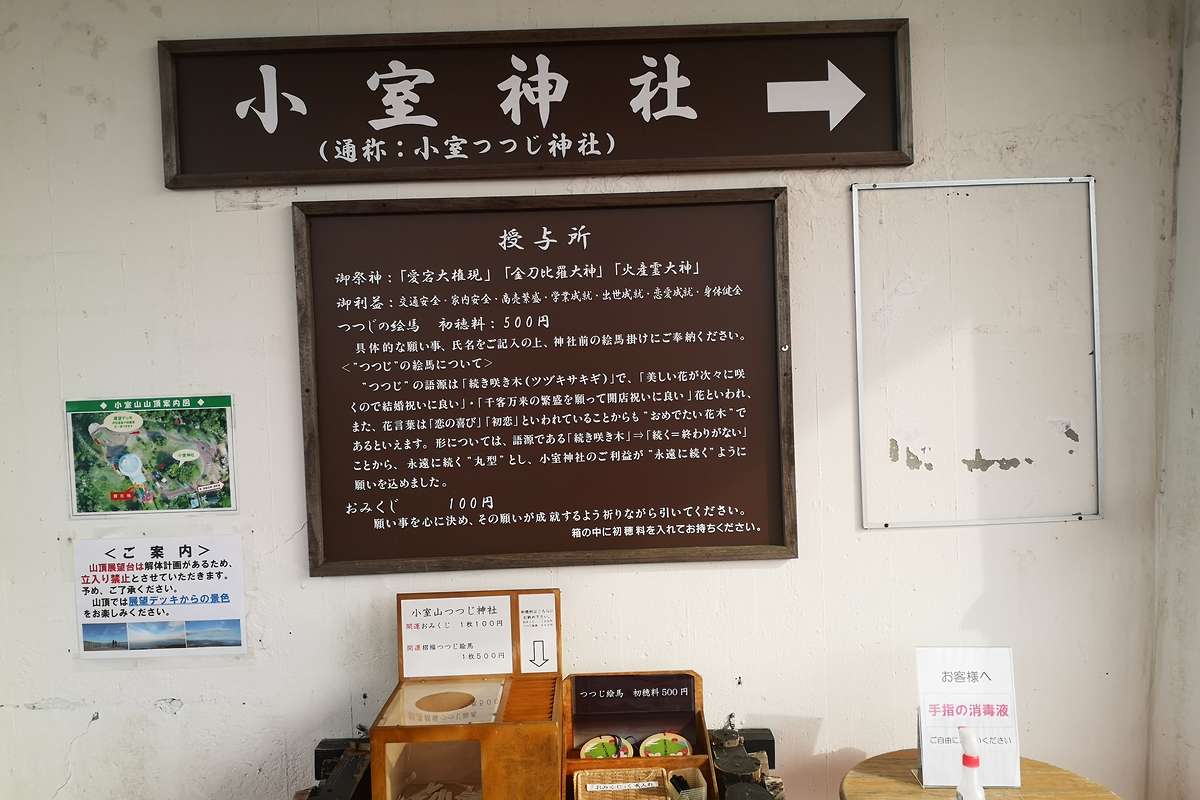 小室神社
(通称:小室つつじ神社)
授与所
御祭神:「愛宕大権現」「金刀比羅大神」「火産霊大神」
御利益:交通安全・家内安全・商売繁盛・学業成就・出世成就・恋愛成就・身体健全
つつじの絵馬 初穂料:500円
具体的な願い事、氏名をご記入の上、神社前の絵馬掛けにご奉納ください。
<"つつじ"の絵馬について>
"つつじ"の語源は「続き咲き木(ツヅキサキギ)」で、「美しい花が次々に咲
くので結婚祝いに良い」・「千客万来の繁盛を願って開店祝いに良い」花といわれ、
また、花言葉は「恋の喜び」「初恋」といわれていることからも"おめでたい花木"で
あるといえます。形については、語源である「続き咲き木」⇒「続く=終わりがない」
ことから、永遠に続く"丸型"とし、小室神社のご利益が"永遠に続く"ように
願いを込めました。
おみくじ 100円
願い事を心に決め、その願いが成就するよう祈りながら引いてください。
箱の中に初穂料を入れてお持ちください。
小室山山頂案内図
展望デッキ
小室神社
<ご案内>
山頂展望台は解体計画があるため、
立入り禁止とさせていただきます。
予め、ご了承ください。
山頂では展望デッキからの景色
をお楽しみください。
小室山つつじ神社
開運おみくじ 1枚100円
開運招福つつじ絵馬
1枚500円
つつじ絵馬 初穂料500円
お客様へ
手指の消毒液
ご自由に
ください